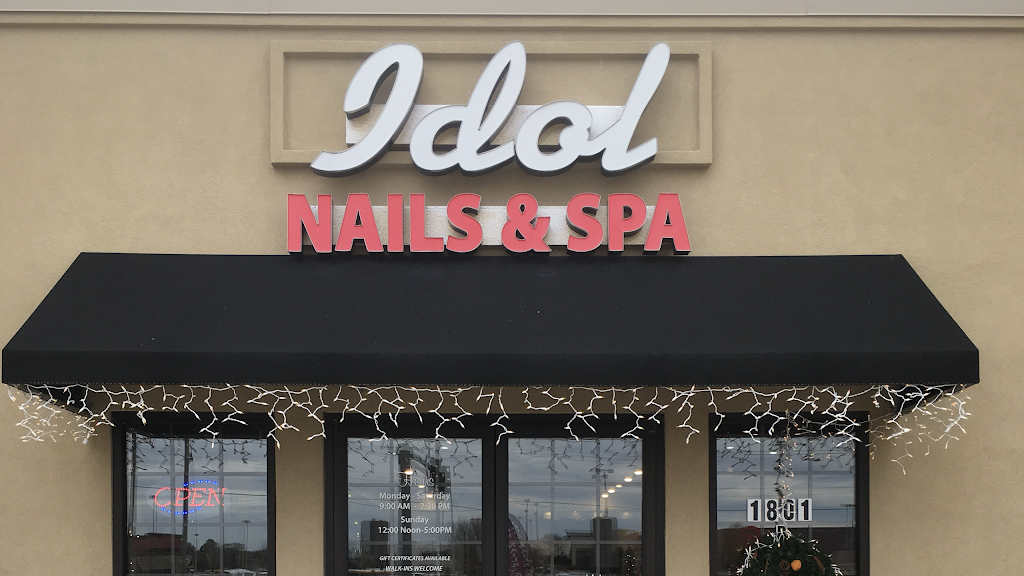 Idol
NAILS & SPA
OPEN
Monday - Saturday
9:00 AM - 7:30 PM
Sunday
12:00 Noon-5:00PM
GIFT CERTIFICATES AVAILABLE
WALK-INS WELCOME
1801